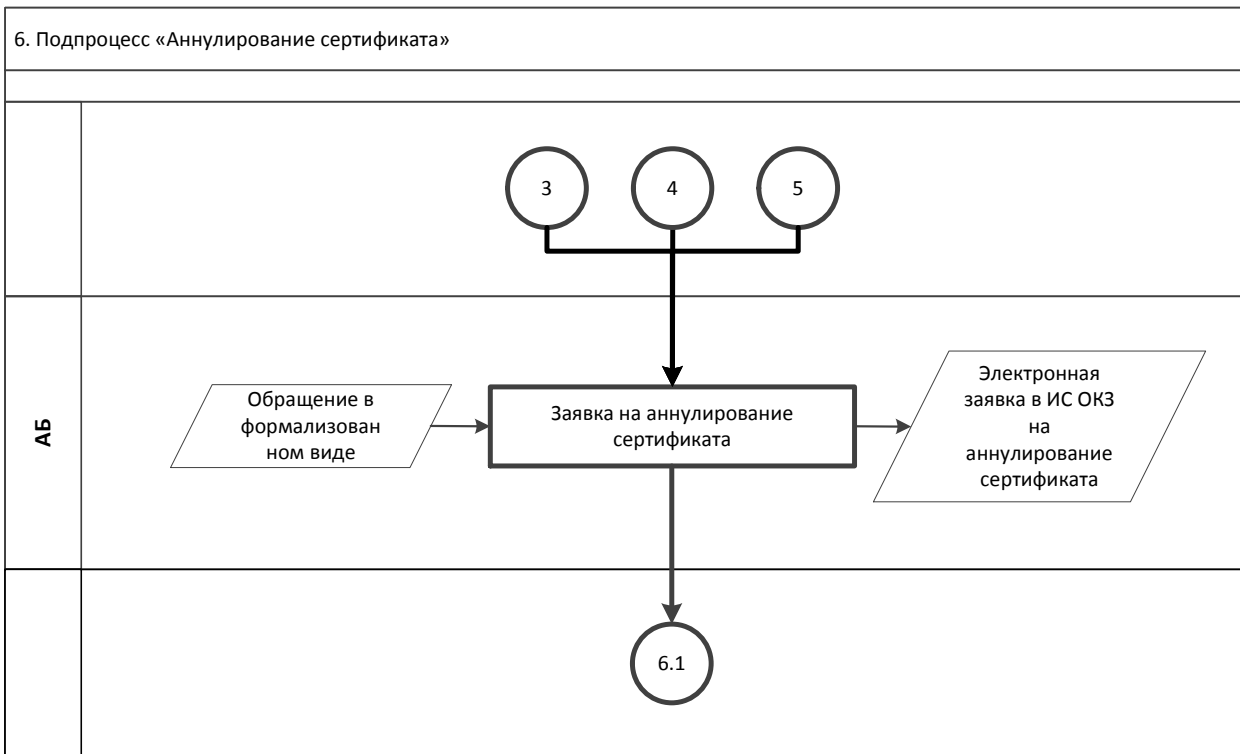 6. Подпроцесс «Аннулирование сертификата»
3
4
5
АБ
Обращение в
формализован
ном виде
Заявка на аннулирование
сертификата
Электронная
заявка в ИС ОКЗ
на
аннулирование
сертификата
6.1